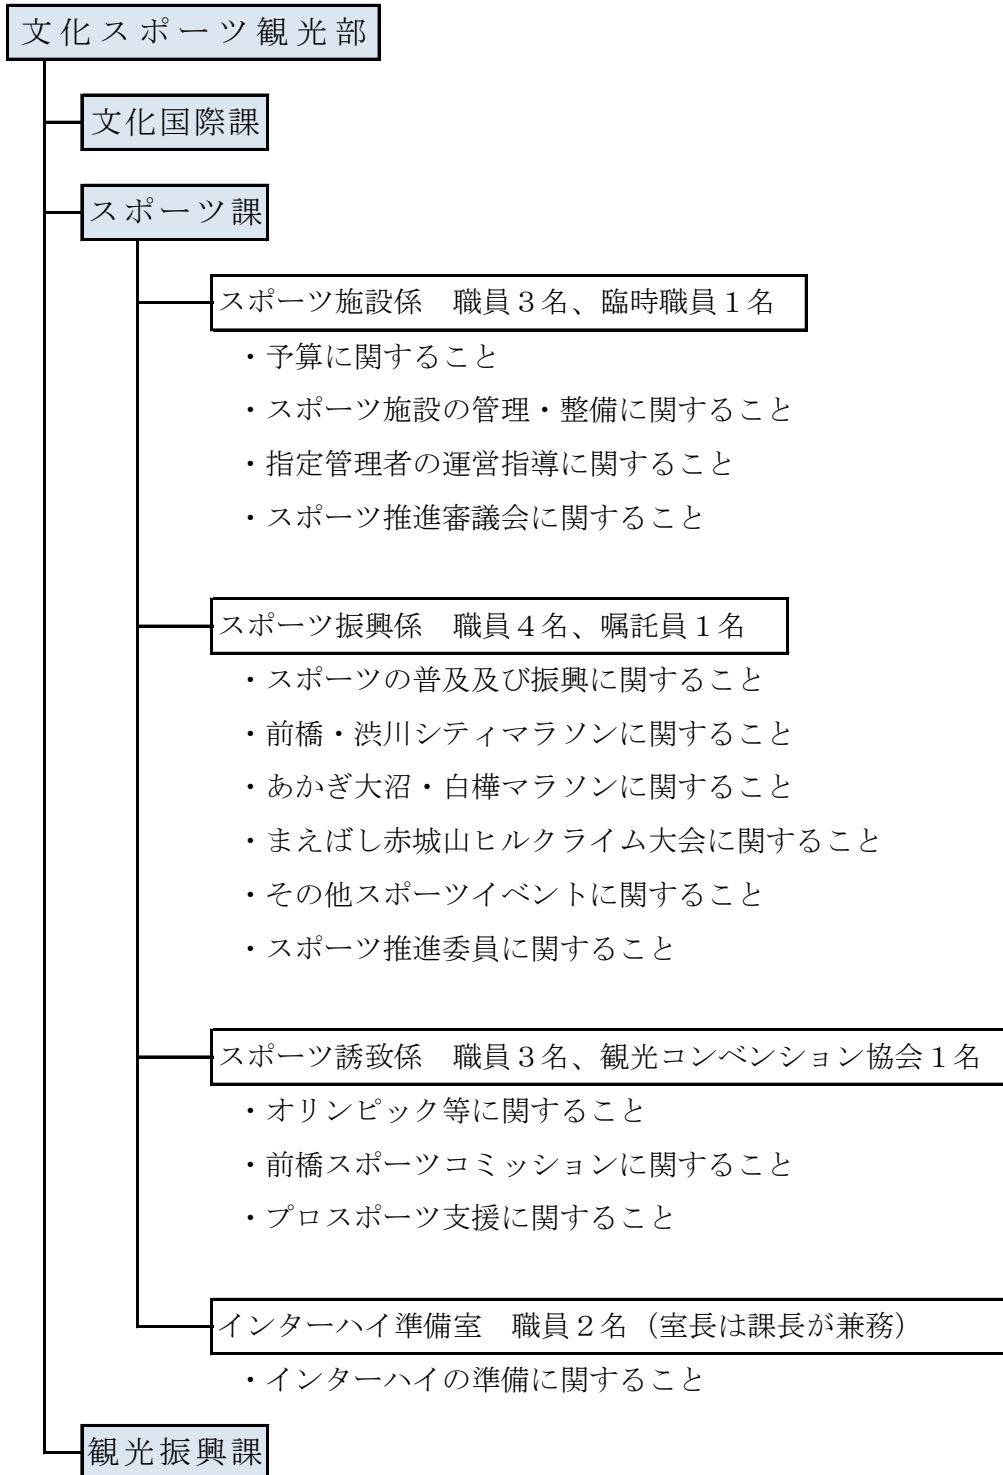 文化スポーツ観光部
文化国際課
スポーツ課
スポーツ施設係　職員３名、臨時職員１名
・予算に関すること
・スポーツ施設の管理・整備に関すること
・指定管理者の運営指導に関すること
・スポーツ推進審議会に関すること
スポーツ振興係　職員４名、嘱託員１名
・スポーツの普及及び振興に関すること
・前橋・渋川シティマラソンに関すること
・あかぎ大沼・白樺マラソンに関すること
・まえばし赤城山ヒルクライム大会に関すること
・その他スポーツイベントに関すること
・スポーツ推進委員に関すること
スポーツ誘致係　職員３名、観光コンベンション協会１名
・オリンピック等に関すること
・前橋スポーツコミッションに関すること
・プロスポーツ支援に関すること
インターハイ準備室　職員２名（室長は課長が兼務）
・インターハイの準備に関すること
観光振興課